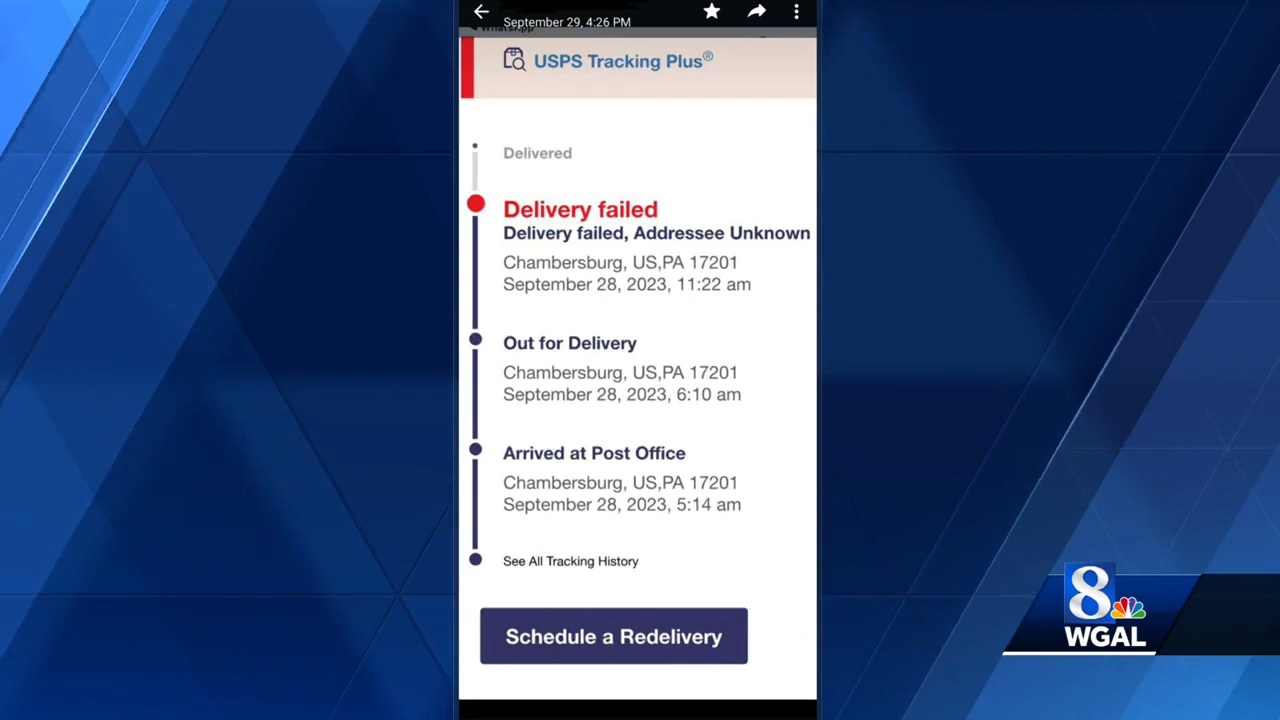 September 29, 4:26 PM
WhatsApp
USPS Tracking Plus®
Delivered
Delivery failed
Delivery failed, Addressee Unknown
Chambersburg, US,PA 17201
September 28, 2023, 11:22 am
Out for Delivery
Chambersburg, US,PA 17201
September 28, 2023, 6:10 am
Arrived at Post Office
Chambersburg, US,PA 17201
September 28, 2023, 5:14 am
See All Tracking History
Schedule a Redelivery
8
WGAL